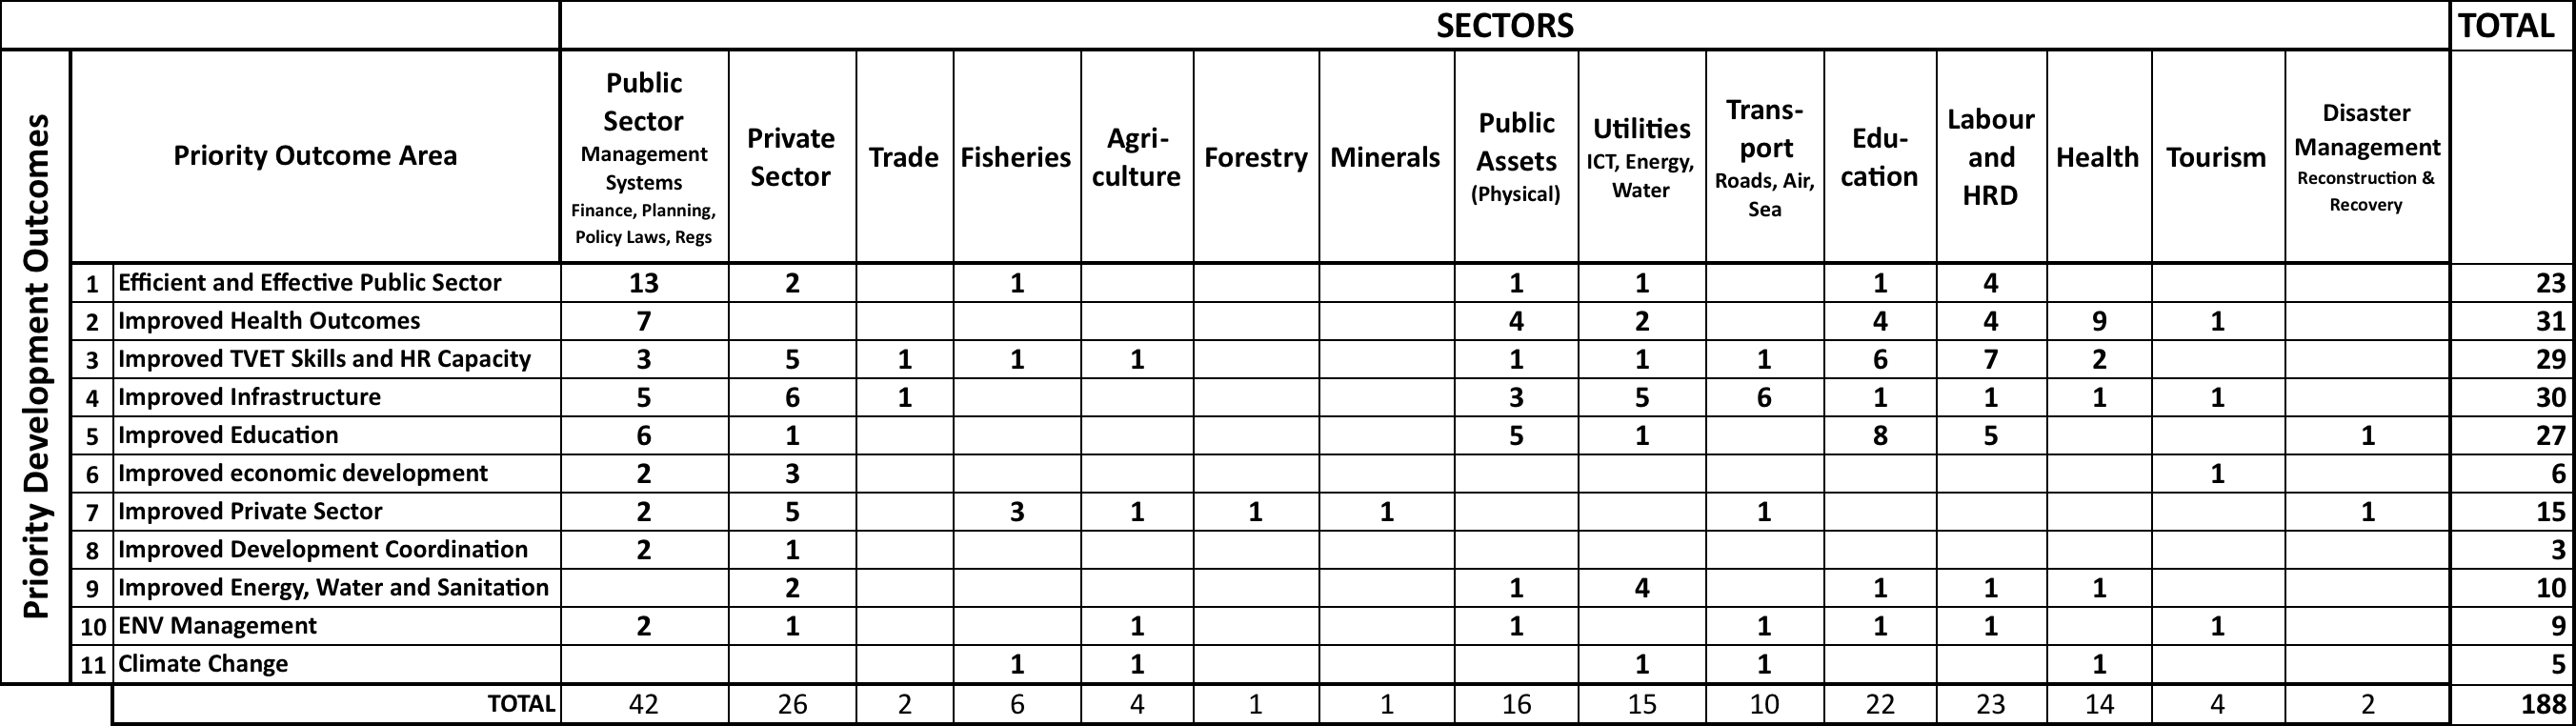 SECTORS TOTAL
Priority Development Outcomes
Priority Outcome Area
Public
Sector
Management
Systems
Finance, Planning,
Policy Laws, Regs
Private
Sector
Trade
Fisheries
Agri-
culture
Forestry
Minerals
Public
Assets
(Physical)
Utilities
ICT, Energy,
Water
Trans-
port
Roads, Air,
Sea
Edu-
cation
Labour
and
HRD
Health
Tourism
Disaster
Management
Reconstruction &
Recovery
1 Efficient and Effective Public Sector 13 2 1 1 1 1 4 23
2 Improved Health Outcomes 7 4 2 4 4 9 1 31
3 Improved TVET Skills and HR Capacity 3 5 1 1 1 1 1 1 6 7 2 29
4 Improved Infrastructure 5 6 1 3 5 6 1 1 1 1 30
5 Improved Education 6 1 5 1 8 5 1 27
6 Improved economic development 2 3 1 6
7 Improved Private Sector 2 5 3 1 1 1 1 1 15
8 Improved Development Coordination 2 1 3
9 Improved Energy, Water and Sanitation 2 1 4 1 1 1 10
10 ENV Management 2 1 1 1 1 1 1 1 9
11 Climate Change 1 1 1 1 1 5
TOTAL 42 26 2 6 4 1 1 16 15 10 22 23 14 4 2 188